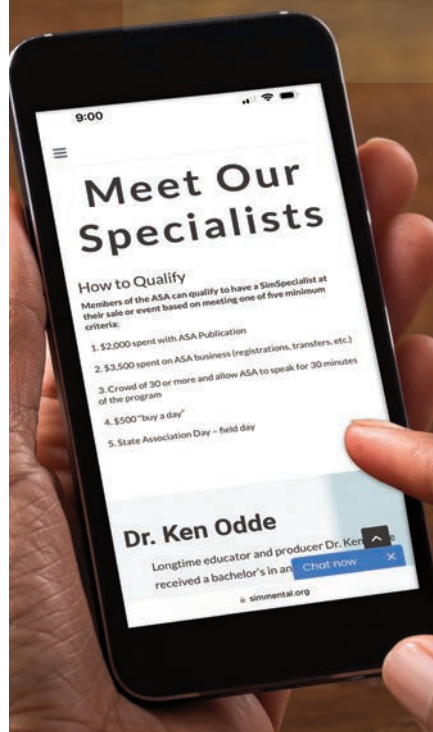 9:00
Meet Our
Specialists
How to Qualify
Members of the ASA can qualify to have a SimSpecialist at
their sale or event based on meeting one of five minimum
criteria:
1. $2,000 spent with ASA Publication
2. $3,500 spent on ASA business (registrations, transfers, etc.)
3. Crowd of 30 or more and allow ASA to speak for 30 minutes
of the program
4. $500 "buy a day"
5. State Association Day – field day
Dr. Ken Odde
Longtime educator and producer Dr. Ken
received a bachelor's in
Chat now
simmental.org